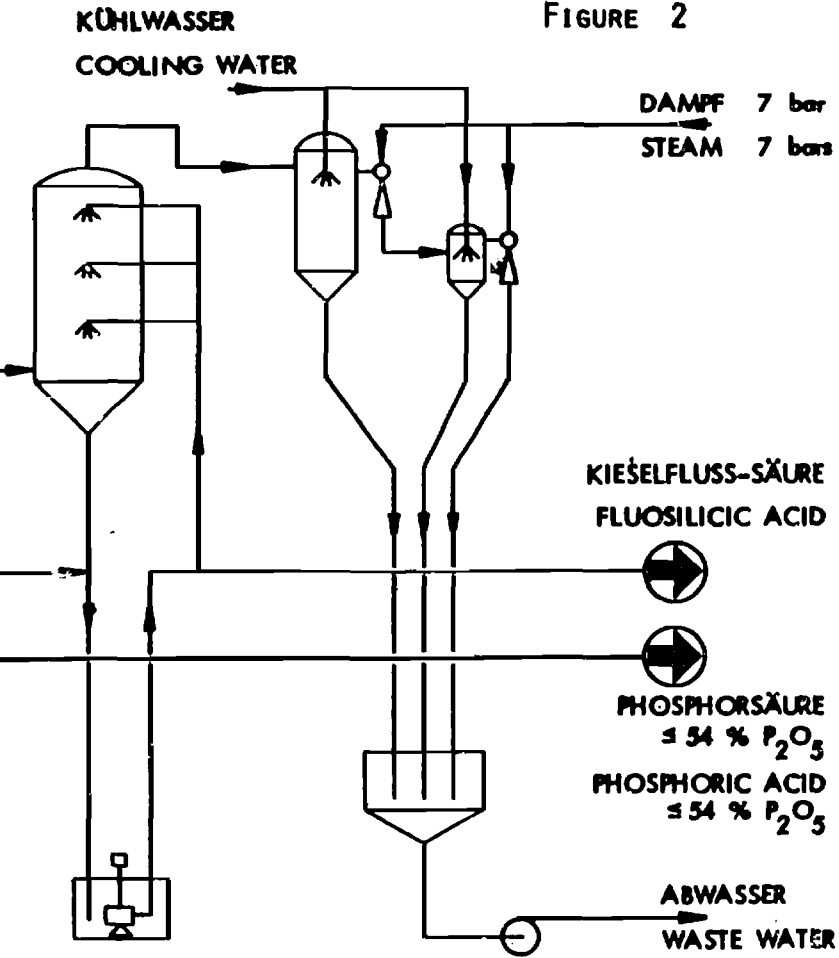 FIGURE 2
KÜHLWASSER
COOLING WATER
DAMPF 7 bar
STEAM 7 bars
KIESELFLUSS-SÄURE
FLUOSILICIC ACID
PHOSPHORSÄURE
≤ 54 % P₂O₅
PHOSPHORIC ACID
≤ 54 % P₂O₅
ABWASSER
WASTE WATER